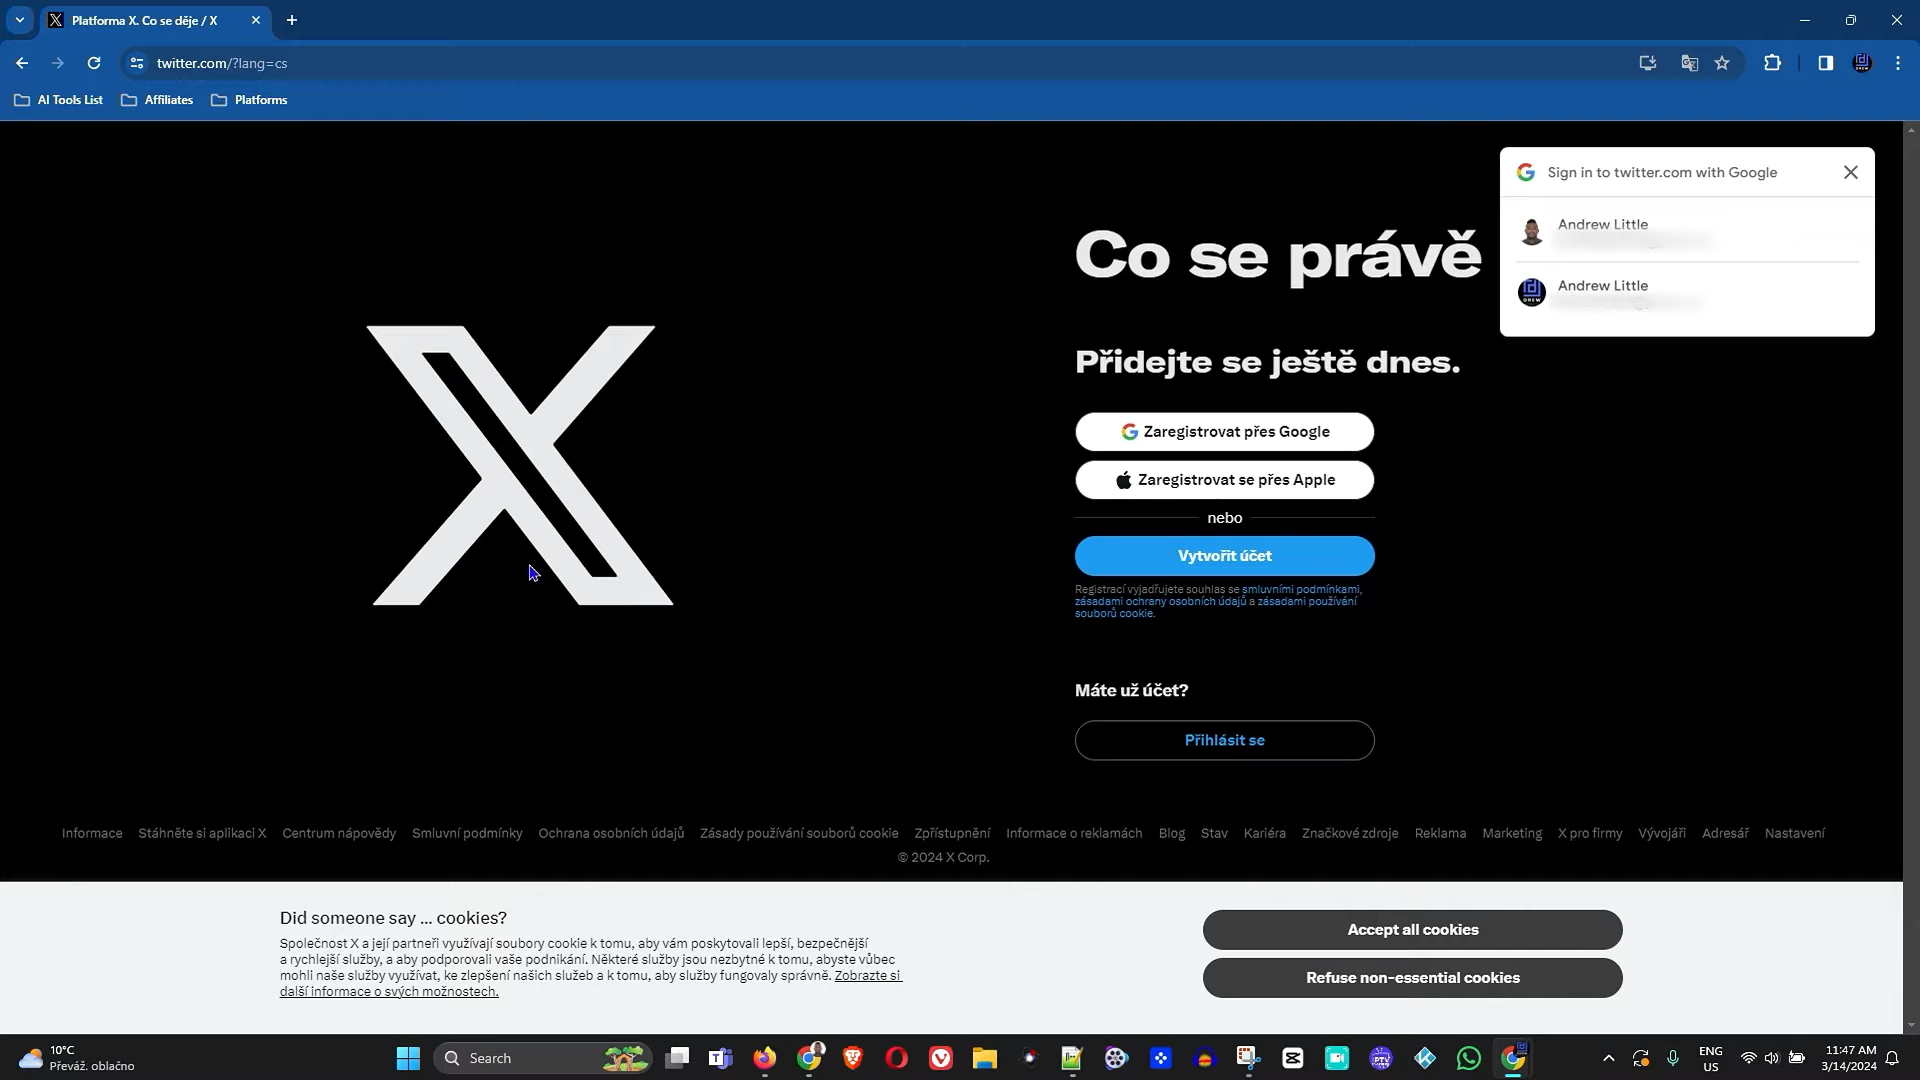 Platforma X. Co se děje / X
twitter.com/?lang=cs
AI Tools List
Affiliates
Platforms
Sign in to twitter.com with Google
Andrew Little
Andrew Little
Co se právě
Přidejte se ještě dnes.
Zaregistrovat přes Google
Zaregistrovat se přes Apple
nebo
Vytvořit účet
Registrací vyjadřujete souhlas se smluvními podmínkami,
zásadami ochrany osobních údajů a zásadami používání
souborů cookie.
Máte už účet?
Přihlásit se
Informace Stáhněte si aplikaci X Centrum nápovědy Smluvní podmínky Ochrana osobních údajů Zásady používání souborů cookie Zpřístupnění Informace o reklamách Blog Stav Kariéra Značkové zdroje Reklama Marketing X pro firmy Vývojáři Adresář Nastavení
© 2024 X Corp.
Did someone say … cookies?
Společnost X a její partneři využívají soubory cookie k tomu, aby vám poskytovali lepší, bezpečnější
a rychlejší služby, a aby podporovali vaše podnikání. Některé služby jsou nezbytné k tomu, abyste vůbec
mohli naše služby využívat, ke zlepšení našich služeb a k tomu, aby služby fungovaly správně. Zobrazte si
další informace o svých možnostech.
Accept all cookies
Refuse non-essential cookies
10°C
Převáž. oblačno
Search
ENG
US
11:47 AM
3/14/2024